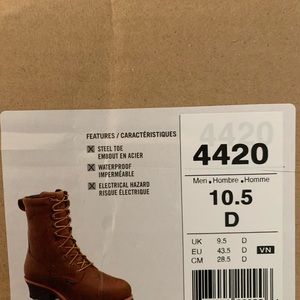 FEATURES / CARACTÉRISTIQUES
STEEL TOE
EMBOUT EN ACIER
WATERPROOF
IMPERMÉABLE
ELECTRICAL HAZARD
RISQUE ÉLECTRIQUE
4420
4420
Men • Hombre • Homme
10.5
D
UK 9.5 D
EU 43.5 D VN
CM 28.5 D